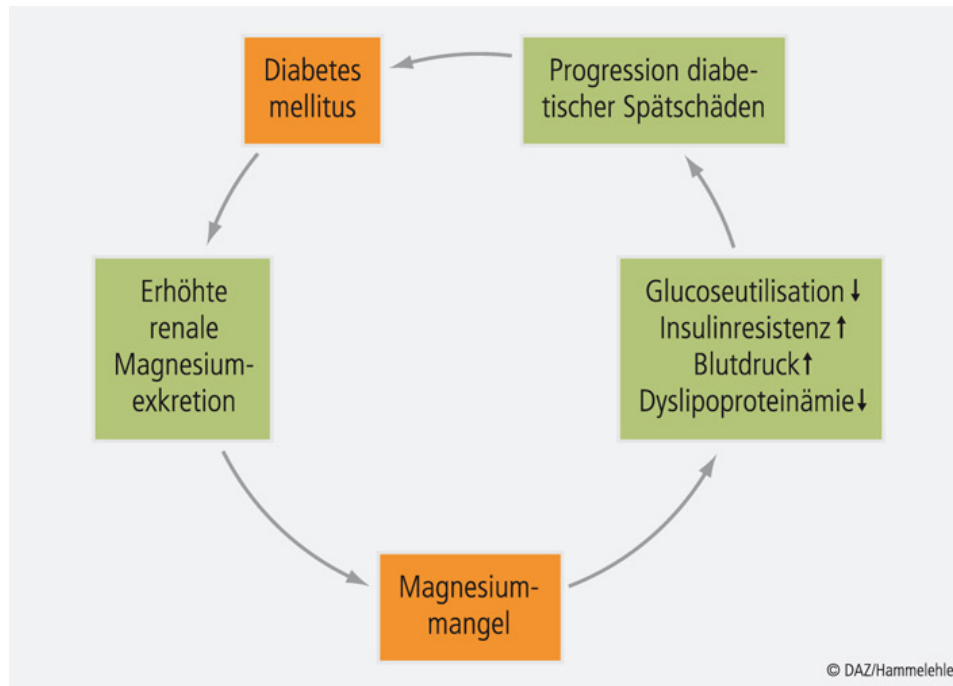 Diabetes
mellitus
Progression diabe-
tischer Spätschäden
Erhöhte
renale
Magnesium-
exkretion
Glucoseutilisation ↓
Insulinresistenz ↑
Blutdruck ↑
Dyslipoproteinämie ↓
Magnesium-
mangel
© DAZ/Hammelehle